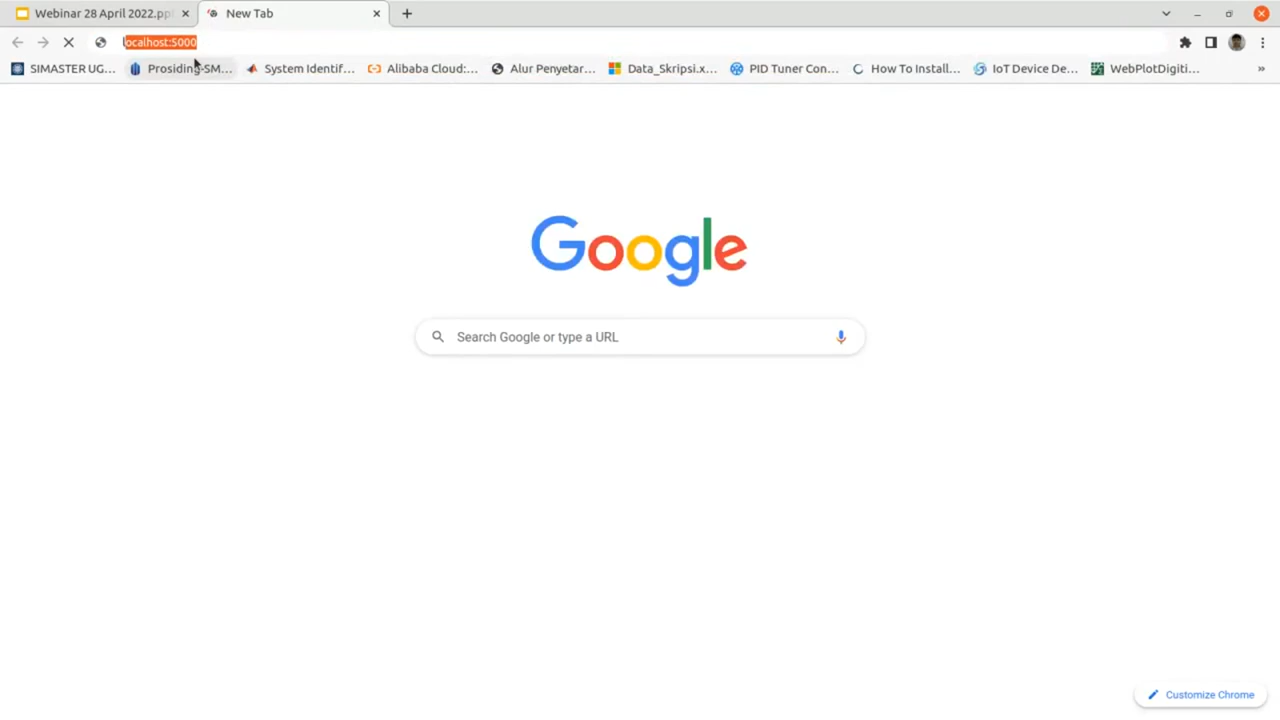 Webinar 28 April 2022.pp
New Tab
localhost:5000
SIMASTER UG...
Prosiding-SM...
System Identif...
Alibaba Cloud:...
Alur Penyetar...
Data_Skripsi.x...
PID Tuner Con...
How To Install...
IoT Device De...
WebPlotDigiti...
Google
Search Google or type a URL
Customize Chrome